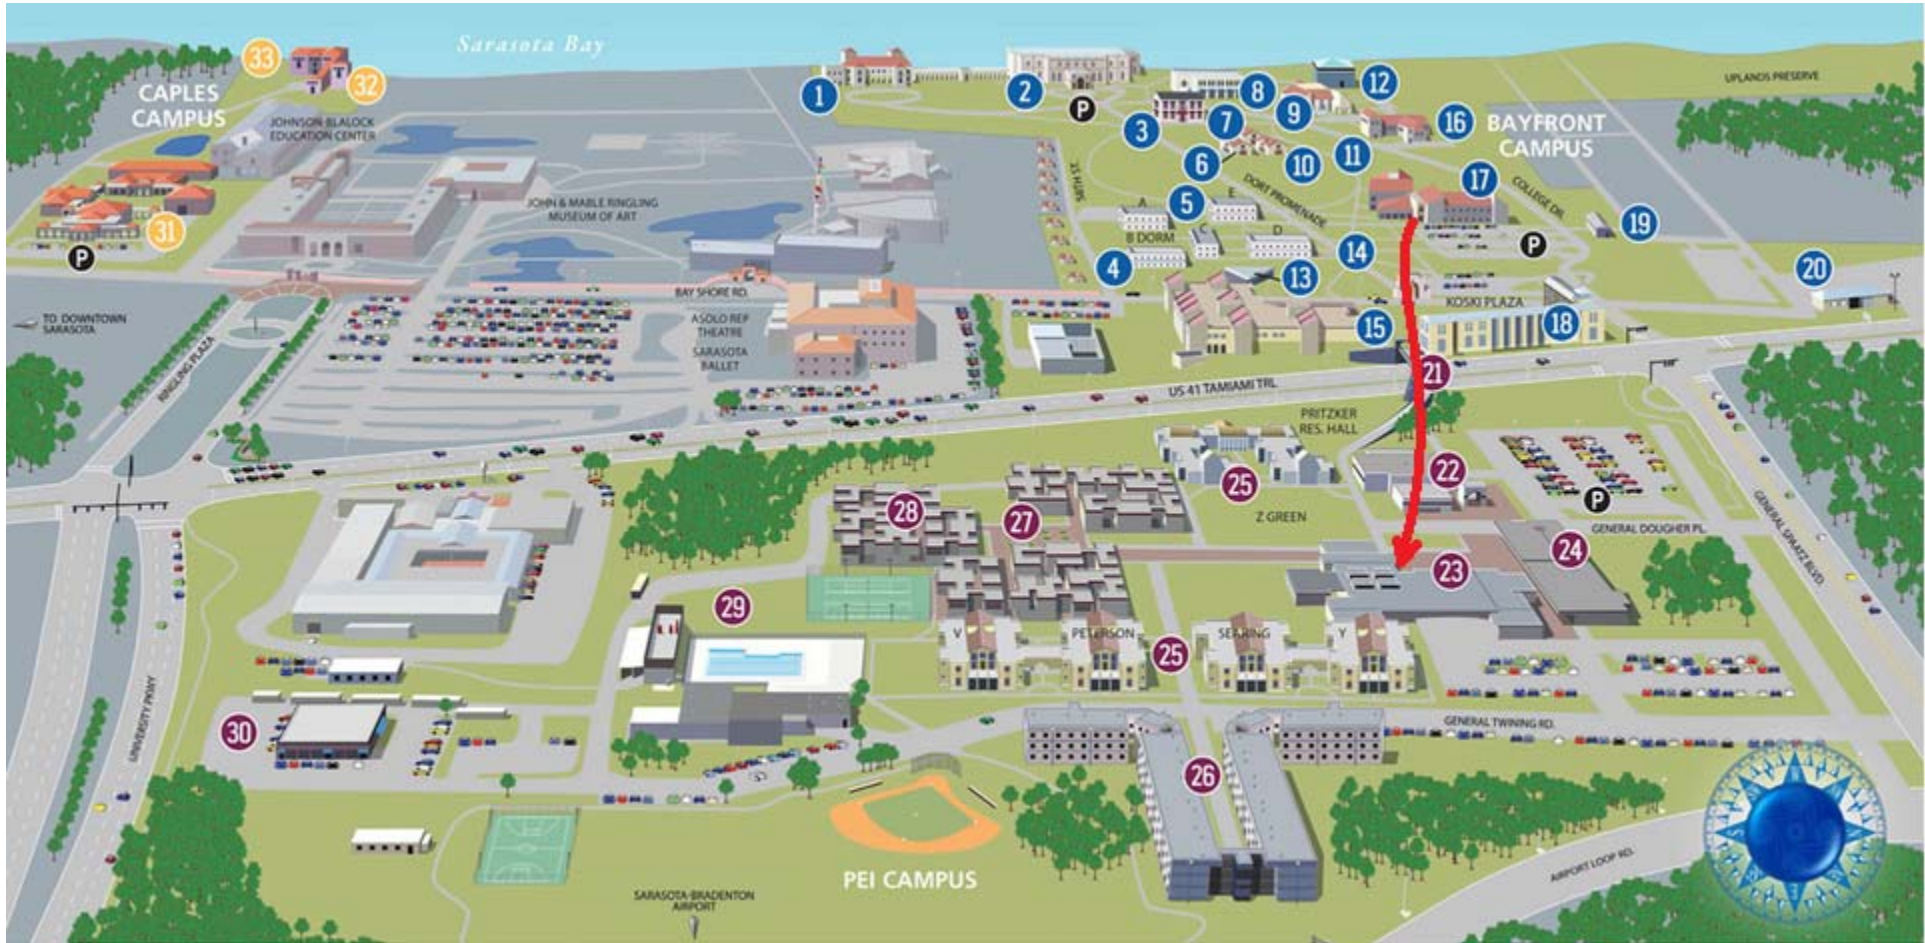 Sarasota Bay
33
32
CAPLES
CAMPUS
JOHNSON-BLALOCK
EDUCATION CENTER
31
P
JOHN & MABLE RINGLING
MUSEUM OF ART
1
2
P
3
7
8
9
12
6
10
11
16
UPLANDS PRESERVE
BAYFRONT
CAMPUS
SMITH ST.
DORT PROMENADE
17
COLLEGE DR.
19
A
5
E
B DORM
C
D
4
13
14
P
20
15
KOSKI PLAZA
18
TO DOWNTOWN
SARASOTA
RINGLING PLAZA
BAY SHORE RD.
ASOLO REP
THEATRE
SARASOTA
BALLET
US 41 TAMIAMI TRL
21
PRITZKER
RES. HALL
25
22
P
Z GREEN
GENERAL DOUGHER PL.
GENERAL SPAATZ BLVD.
28
27
23
24
29
V
PETERSON
25
SEARING
Y
30
UNIVERSITY PKWY
GENERAL TWINING RD.
26
PEI CAMPUS
SARASOTA-BRADENTON
AIRPORT
AIRPORT LOOP RD.